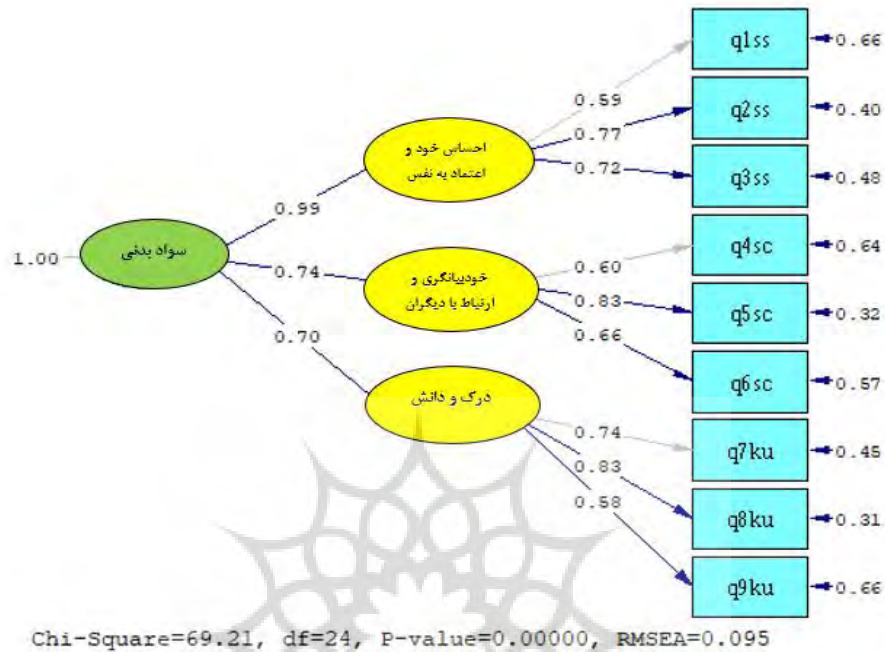 q1ss
0.66
0.59
q2ss
0.40
احساس خود و
اعتماد به نفس
0.77
q3ss
0.48
0.72
0.99
q4sc
0.64
1.00
سواد بدنی
0.74
خودبیانگری و
ارتباط با دیگران
0.60
0.83
q5sc
0.32
0.66
0.70
q6sc
0.57
درک و دانش
0.74
q7ku
0.45
0.83
0.58
q8ku
0.31
q9ku
0.66
Chi-Square=69.21, df=24, P-value=0.00000, RMSEA=0.095